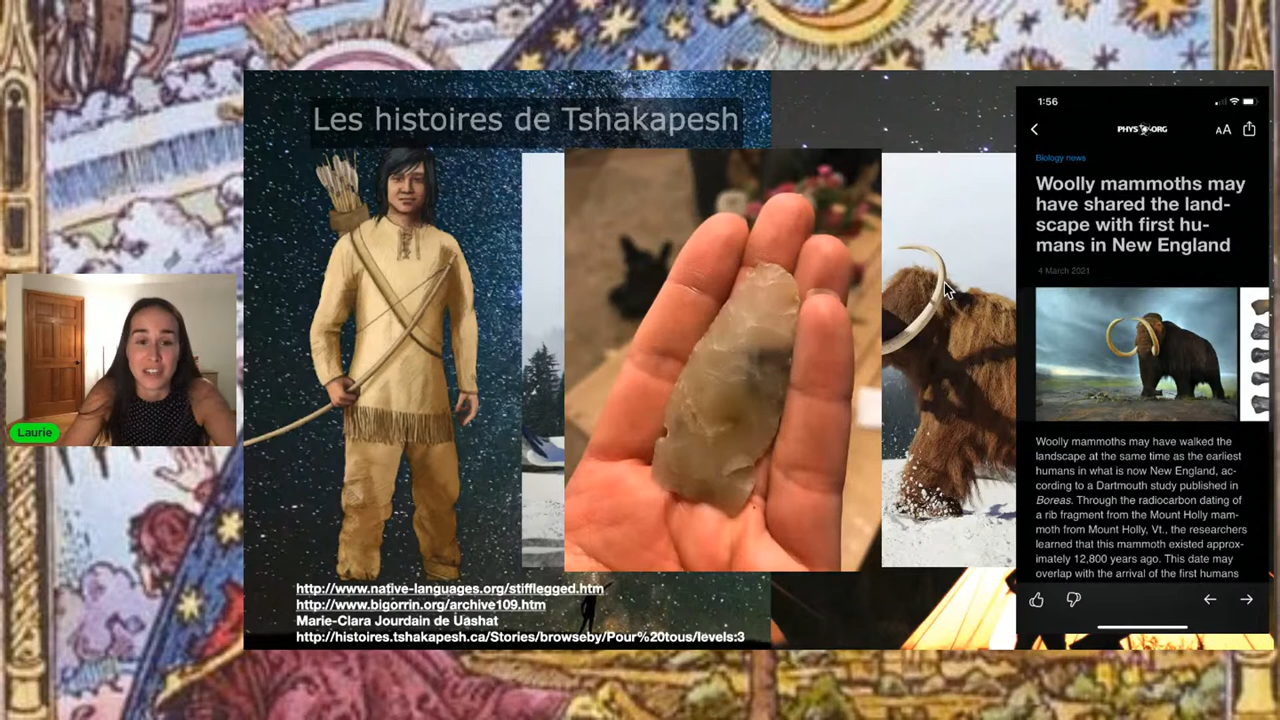 Les histoires de Tshakapesh
Laurie
http://www.native-languages.org/stifflegged.htm
http://www.bigorrin.org/archive109.htm
Marie-Clara Jourdain de Uashat
http://histoires.tshakapesh.ca/Stories/browseby/Pour%20tous/levels:3
1:56
PHYS ORG
AA
Biology news
Woolly mammoths may
have shared the land-
scape with first hu-
mans in New England
4 March 2021
Woolly mammoths may have walked the
landscape at the same time as the earliest
humans in what is now New England, ac-
cording to a Dartmouth study published in
Boreas. Through the radiocarbon dating of
a rib fragment from the Mount Holly mam-
moth from Mount Holly, Vt., the researchers
learned that this mammoth existed approx-
imately 12,800 years ago. This date may
overlap with the arrival of the first humans